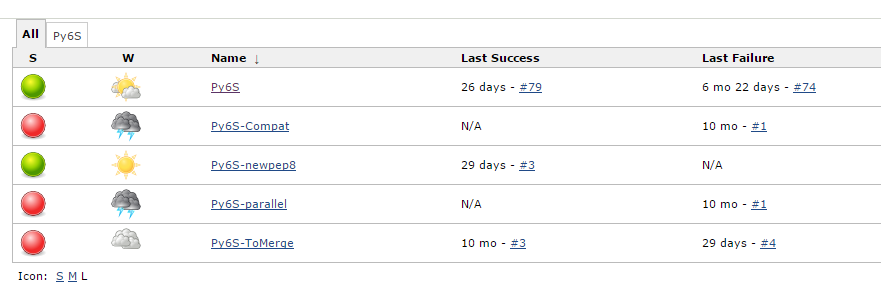 All Py6S
S W Name ↓ Last Success Last Failure
Py6S 26 days - #79 6 mo 22 days - #74
Py6S-Compat N/A 10 mo - #1
Py6S-newpep8 29 days - #3 N/A
Py6S-parallel N/A 10 mo - #1
Py6S-ToMerge 10 mo - #3 29 days - #4
Icon: S M L